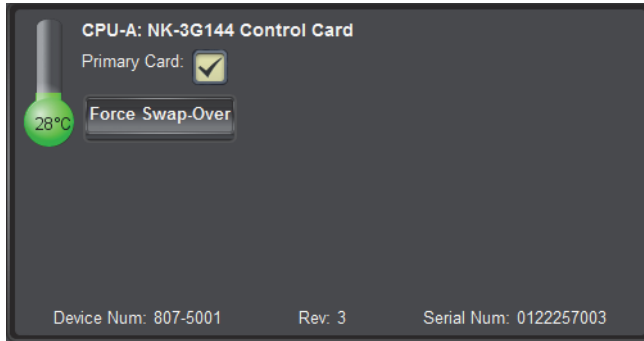 CPU-A: NK-3G144 Control Card
Primary Card:
28°C
Force Swap-Over
Device Num: 807-5001 Rev: 3 Serial Num: 0122257003